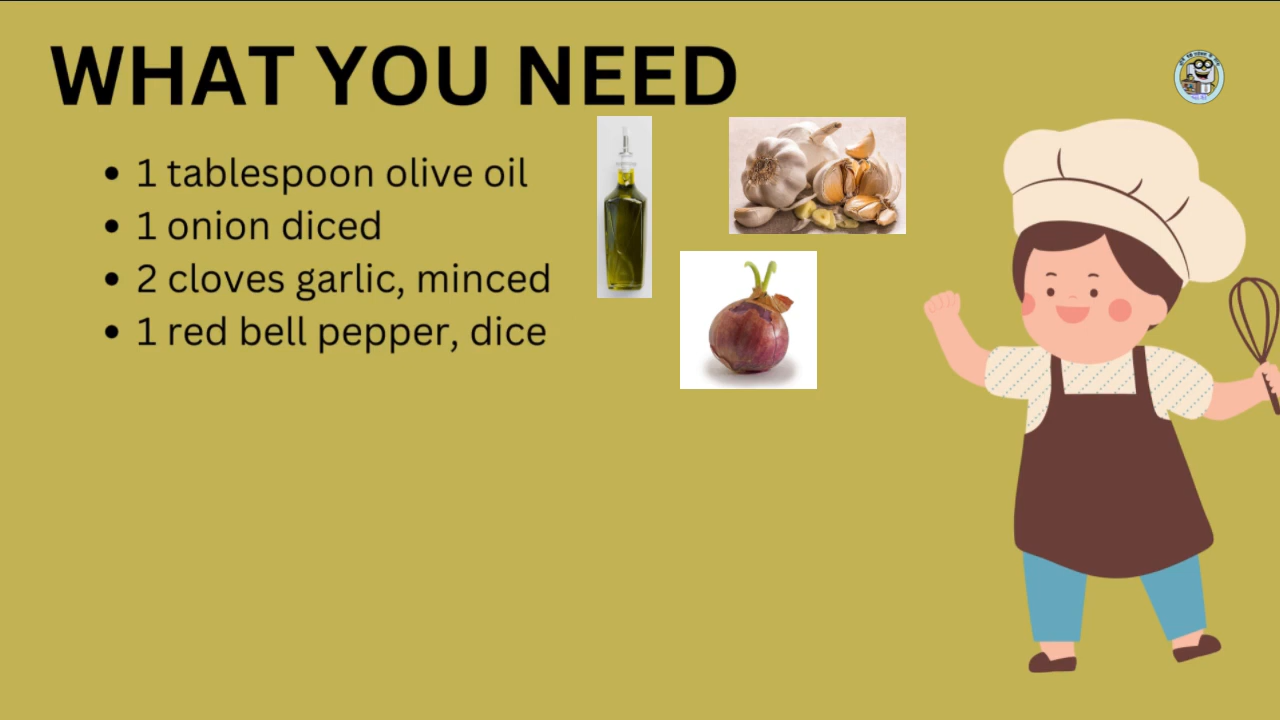 WHAT YOU NEED
• 1 tablespoon olive oil
• 1 onion diced
• 2 cloves garlic, minced
• 1 red bell pepper, dice